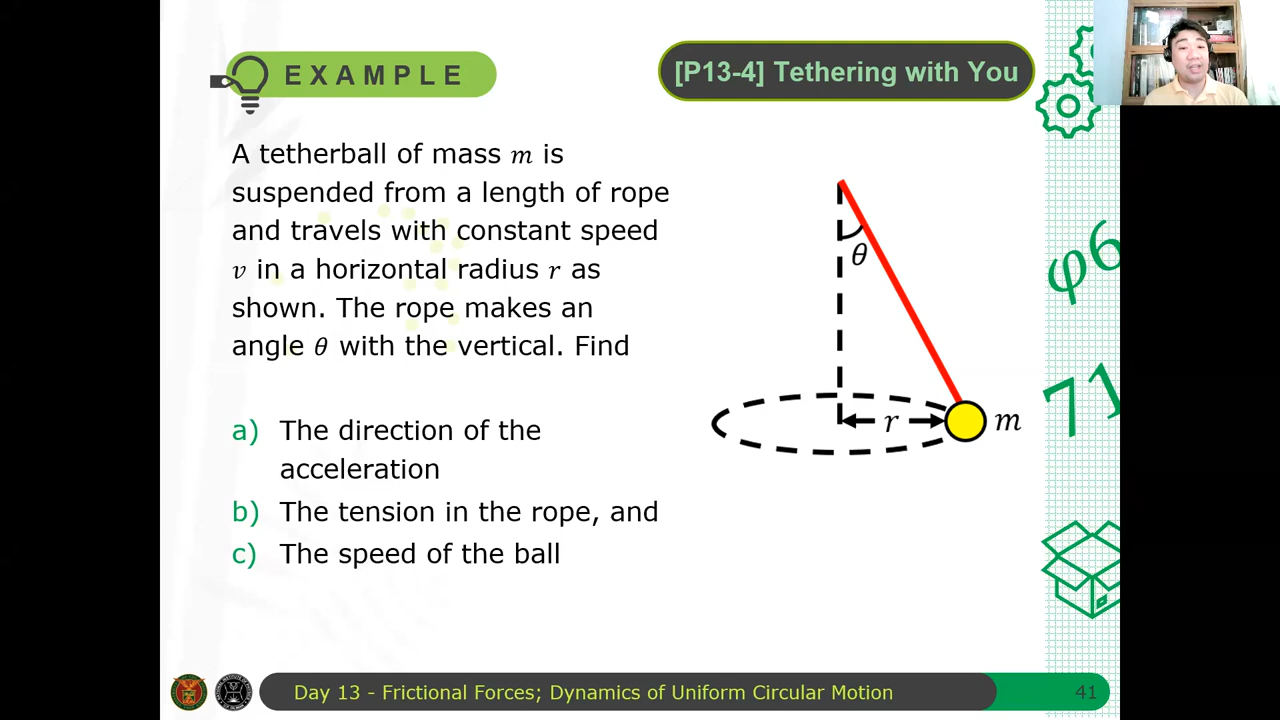 EXAMPLE
[P13-4] Tethering with You
A tetherball of mass m is
suspended from a length of rope
and travels with constant speed
v in a horizontal radius r as
shown. The rope makes an
angle θ with the vertical. Find
a) The direction of the
acceleration
b) The tension in the rope, and
c) The speed of the ball
θ
r
m
φ6
71
Day 13 - Frictional Forces; Dynamics of Uniform Circular Motion
41